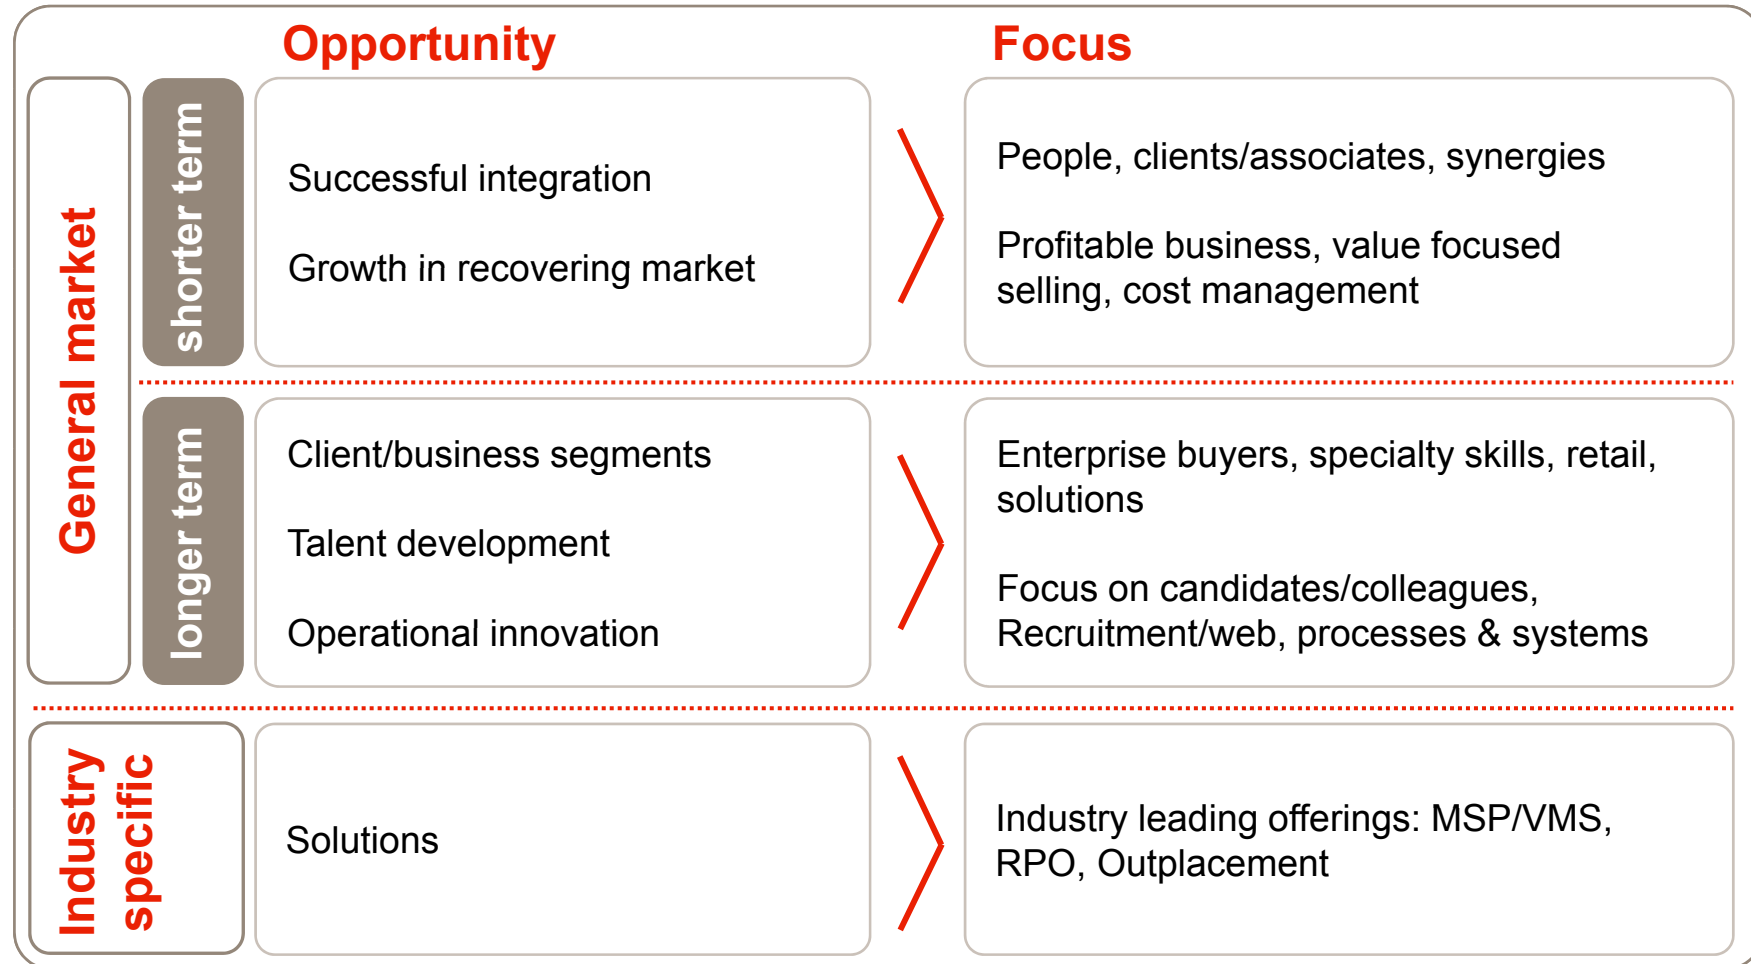 Opportunity
Focus
General market
shorter term
Successful integration
Growth in recovering market
People, clients/associates, synergies
Profitable business, value focused
selling, cost management
longer term
Client/business segments
Talent development
Operational innovation
Enterprise buyers, specialty skills, retail,
solutions
Focus on candidates/colleagues,
Recruitment/web, processes & systems
Industry
specific
Solutions
Industry leading offerings: MSP/VMS,
RPO, Outplacement